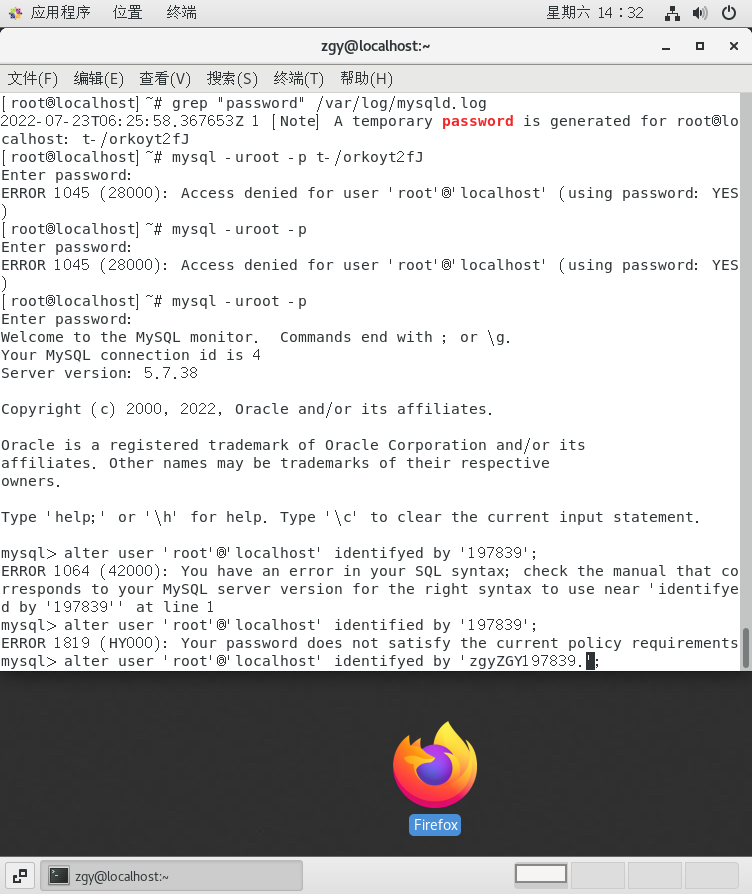 应用程序 位置 终端 星期六 14：32
zgy@localhost:~
文件(F) 编辑(E) 查看(V) 搜索(S) 终端(T) 帮助(H)
[root@localhost ~]# grep "password" /var/log/mysqld.log
2022-07-23T06:25:58.367653Z 1 [Note] A temporary password is generated for root@lo
calhost: t-/orkoyt2fJ
[root@localhost ~]# mysql -uroot -p t-/orkoyt2fJ
Enter password:
ERROR 1045 (28000): Access denied for user 'root'@'localhost' (using password: YES
)
[root@localhost ~]# mysql -uroot -p
Enter password:
ERROR 1045 (28000): Access denied for user 'root'@'localhost' (using password: YES
)
[root@localhost ~]# mysql -uroot -p
Enter password:
Welcome to the MySQL monitor.  Commands end with ; or \g.
Your MySQL connection id is 4
Server version: 5.7.38
Copyright (c) 2000, 2022, Oracle and/or its affiliates.
Oracle is a registered trademark of Oracle Corporation and/or its
affiliates. Other names may be trademarks of their respective
owners.
Type 'help;' or '\h' for help. Type '\c' to clear the current input statement.
mysql> alter user 'root'@'localhost' identifyed by '197839';
ERROR 1064 (42000): You have an error in your SQL syntax; check the manual that co
rresponds to your MySQL server version for the right syntax to use near 'identifye
d by '197839'' at line 1
mysql> alter user 'root'@'localhost' identified by '197839';
ERROR 1819 (HY000): Your password does not satisfy the current policy requirements
mysql> alter user 'root'@'localhost' identifyed by 'zgyZGY197839.';
Firefox
zgy@localhost:~